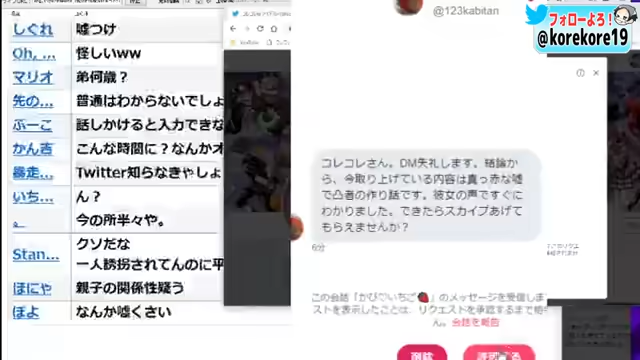 @123kabitan
フォローよろ！
@korekore19
しぐれ 嘘つけ
Oh, ... 怪しいww
マリオ 弟何歳？
先の... 普通はわからないでしょ
ぷーこ 話しかけると入力できな
かん吉 こんな時間に？なんかオ
暴走... Twitter知らなきゃしょ
いち... ん？
。 今の所半々や。
クソだな
Stan... 一人誘拐されてんのに平
ほにゃ 親子の関係性疑う
ぽよ なんか嘘くさい
コレコレさん。DM失礼します。結論か
ら、今取り上げている内容は真っ赤な嘘
で凸者の作り話です。彼女の声ですぐに
わかりました。できたらスカイプあげて
もらえませんか？
6分
この会話「かび♡いちご🍓」のメッセージを受信しま
ストを表示したことは、リクエストを承認するまで相
ん。会話を報告
削除